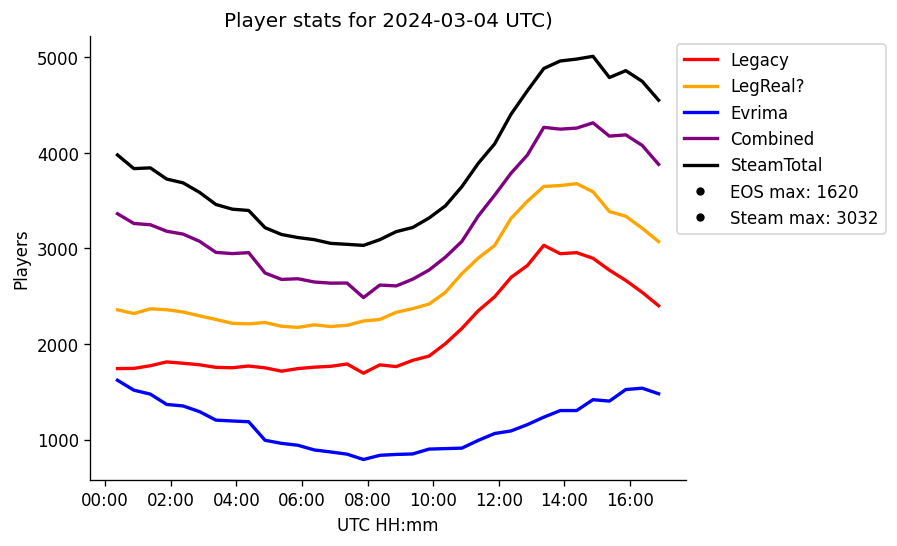 Player stats for 2024-03-04 UTC)
5000
4000
3000
2000
1000
Players
00:00 02:00 04:00 06:00 08:00 10:00 12:00 14:00 16:00
UTC HH:mm
Legacy
LegReal?
Evrima
Combined
SteamTotal
EOS max: 1620
Steam max: 3032